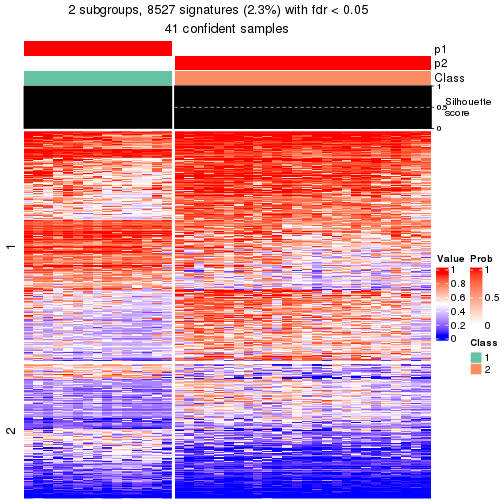 2 subgroups, 8527 signatures (2.3%) with fdr < 0.05
41 confident samples
p1
p2
Class
1
0.5
0
Silhouette
score
1
2
Value
1
0.8
0.6
0.4
0.2
0
Prob
1
0.5
0
Class
1
2